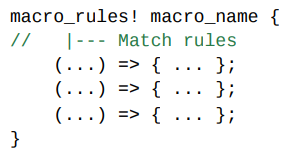 macro_rules! macro_name {
//   |--- Match rules
    (...) => { ... };
    (...) => { ... };
    (...) => { ... };
}